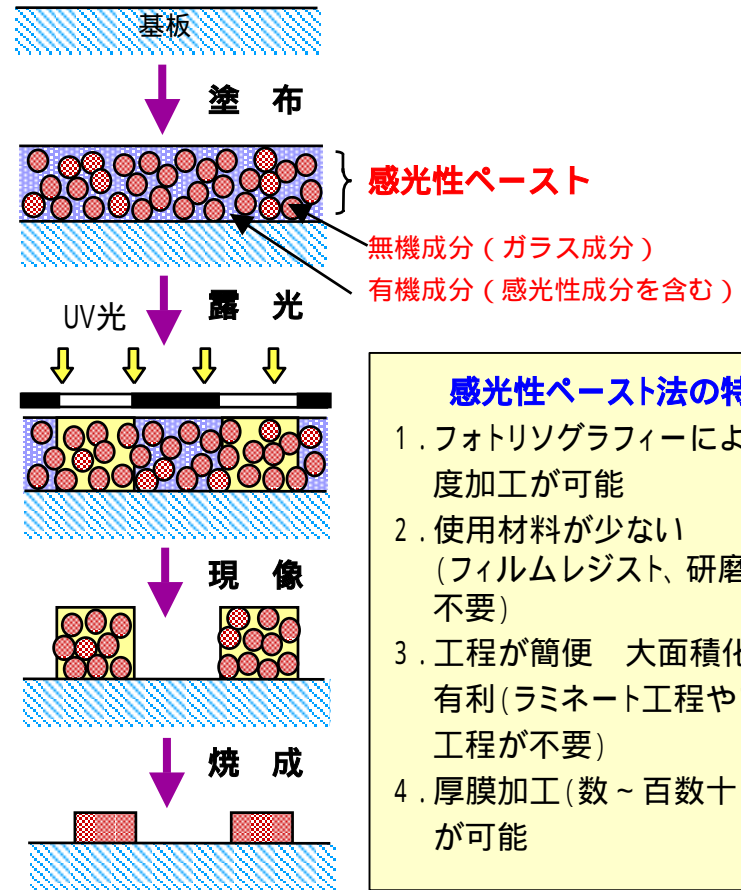 基板
塗 布
感光性ペースト
無機成分（ガラス成分）
有機成分（感光性成分を含む）
UV光
露 光
現 像
焼 成
感光性ペースト法の特
１．フォトリソグラフィーによ
度加工が可能
２．使用材料が少ない
(フィルムレジスト、研磨
不要)
３．工程が簡便　大面積化
有利(ラミネート工程や
工程が不要)
４．厚膜加工(数～百数十
が可能